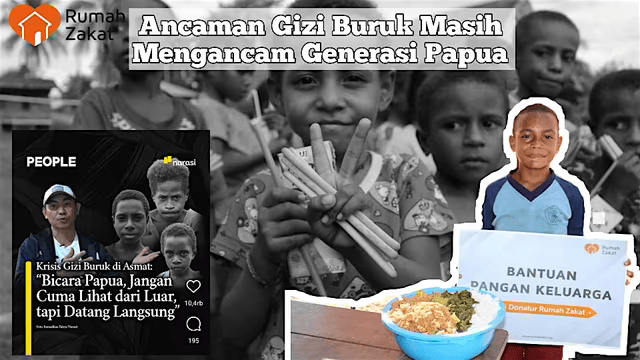 Rumah
Zakat
Ancaman Gizi Buruk Masih
Mengancam Generasi Papua
PEOPLE
narasi
Krisis Gizi Buruk di Asmat:
“Bicara Papua, Jangan
Cuma Lihat dari Luar,
tapi Datang Langsung”
10,4rb
195
Rumah
Zakat
BANTUAN
PANGAN KELUARGA
Donatur Rumah Zakat